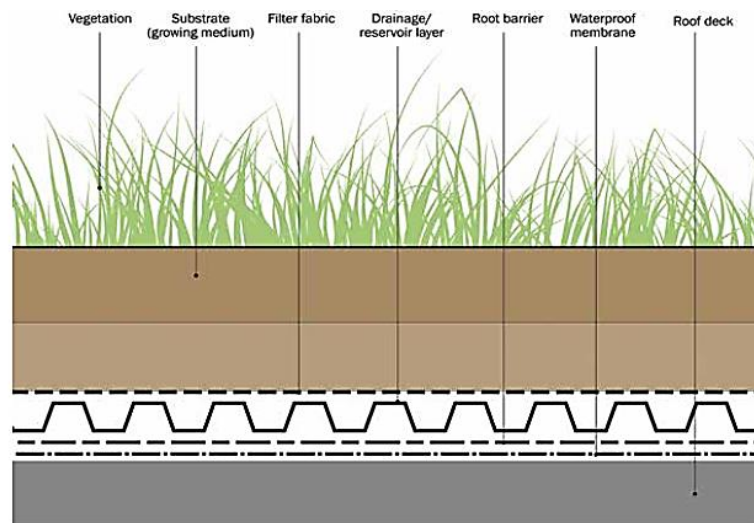 Vegetation
Substrate
(growing medium)
Filter fabric
Drainage/
reservoir layer
Root barrier
Waterproof
membrane
Roof deck